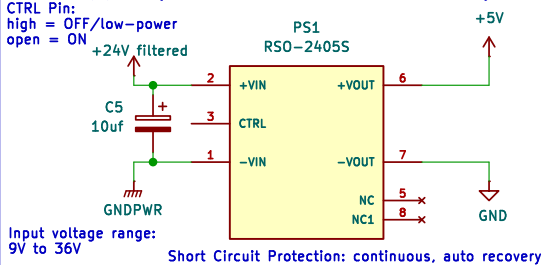 CTRL Pin:
high = OFF/low-power
open = ON
+24V filtered
PS1
RSO-2405S
+5V
2
+VIN
+VOUT
6
C5
10uf
+
3
CTRL
1
-VIN
-VOUT
7
NC
5
NC1
8
GNDPWR
GND
Input voltage range:
9V to 36V
Short Circuit Protection: continuous, auto recovery